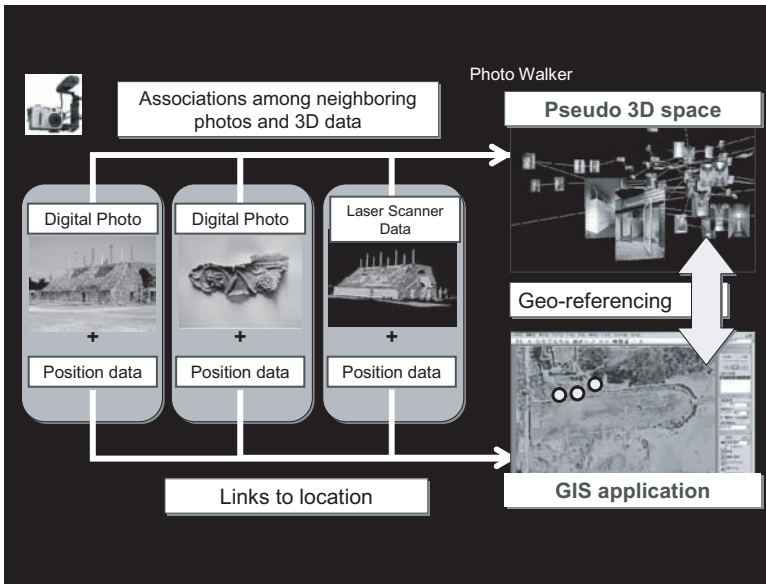 Photo Walker
Associations among neighboring
photos and 3D data
Pseudo 3D space
Digital Photo
+
Position data
Digital Photo
+
Position data
Laser Scanner
Data
+
Position data
Geo-referencing
Links to location
GIS application